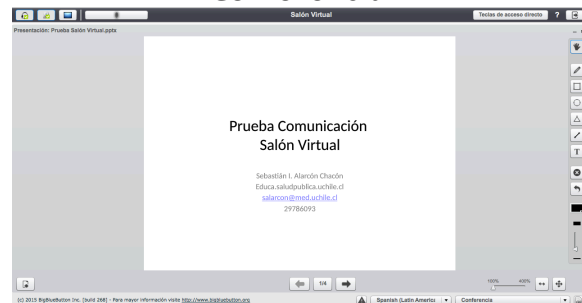 Salón Virtual
Teclas de acceso directo
?
Presentación: Prueba Salón Virtual.pptx
Prueba Comunicación
Salón Virtual
Sebastián I. Alarcón Chacón
Educa.saludpublica.uchile.cl
salarcon@med.uchile.cl
29786093
T
1/4
100%
400%
(c) 2015 BigBlueButton Inc. [build 268] - Para mayor información visite http://www.bigbluebutton.org
Spanish (Latin Americ
Conferencia